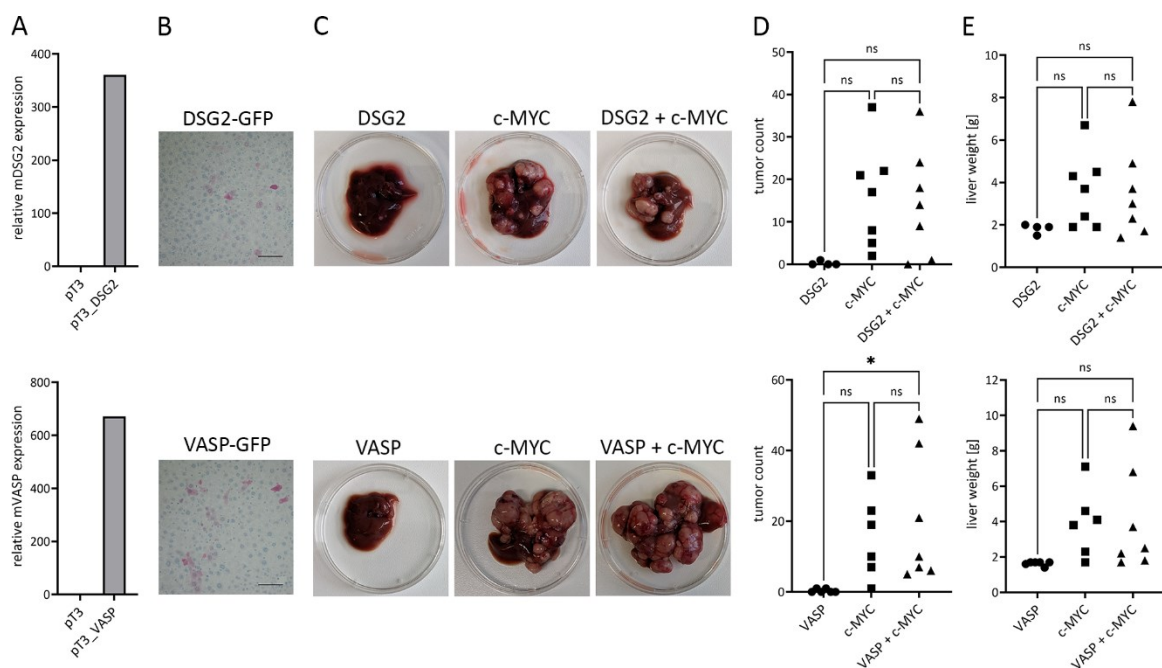 A
B
C
D
E
relative mDSG2 expression
400
300
200
100
0
pT3
pT3_DSG2
DSG2-GFP
DSG2
c-MYC
DSG2 + c-MYC
tumor count
50
40
30
20
10
0
ns
ns
ns
DSG2
c-MYC
DSG2 + c-MYC
liver weight [g]
10
8
6
4
2
0
ns
ns
ns
DSG2
c-MYC
DSG2 + c-MYC
relative mVASP expression
800
600
400
200
0
pT3
pT3_VASP
VASP-GFP
VASP
c-MYC
VASP + c-MYC
tumor count
60
40
20
0
*
ns
ns
VASP
c-MYC
VASP + c-MYC
liver weight [g]
12
10
8
6
4
2
0
ns
ns
ns
VASP
c-MYC
VASP + c-MYC